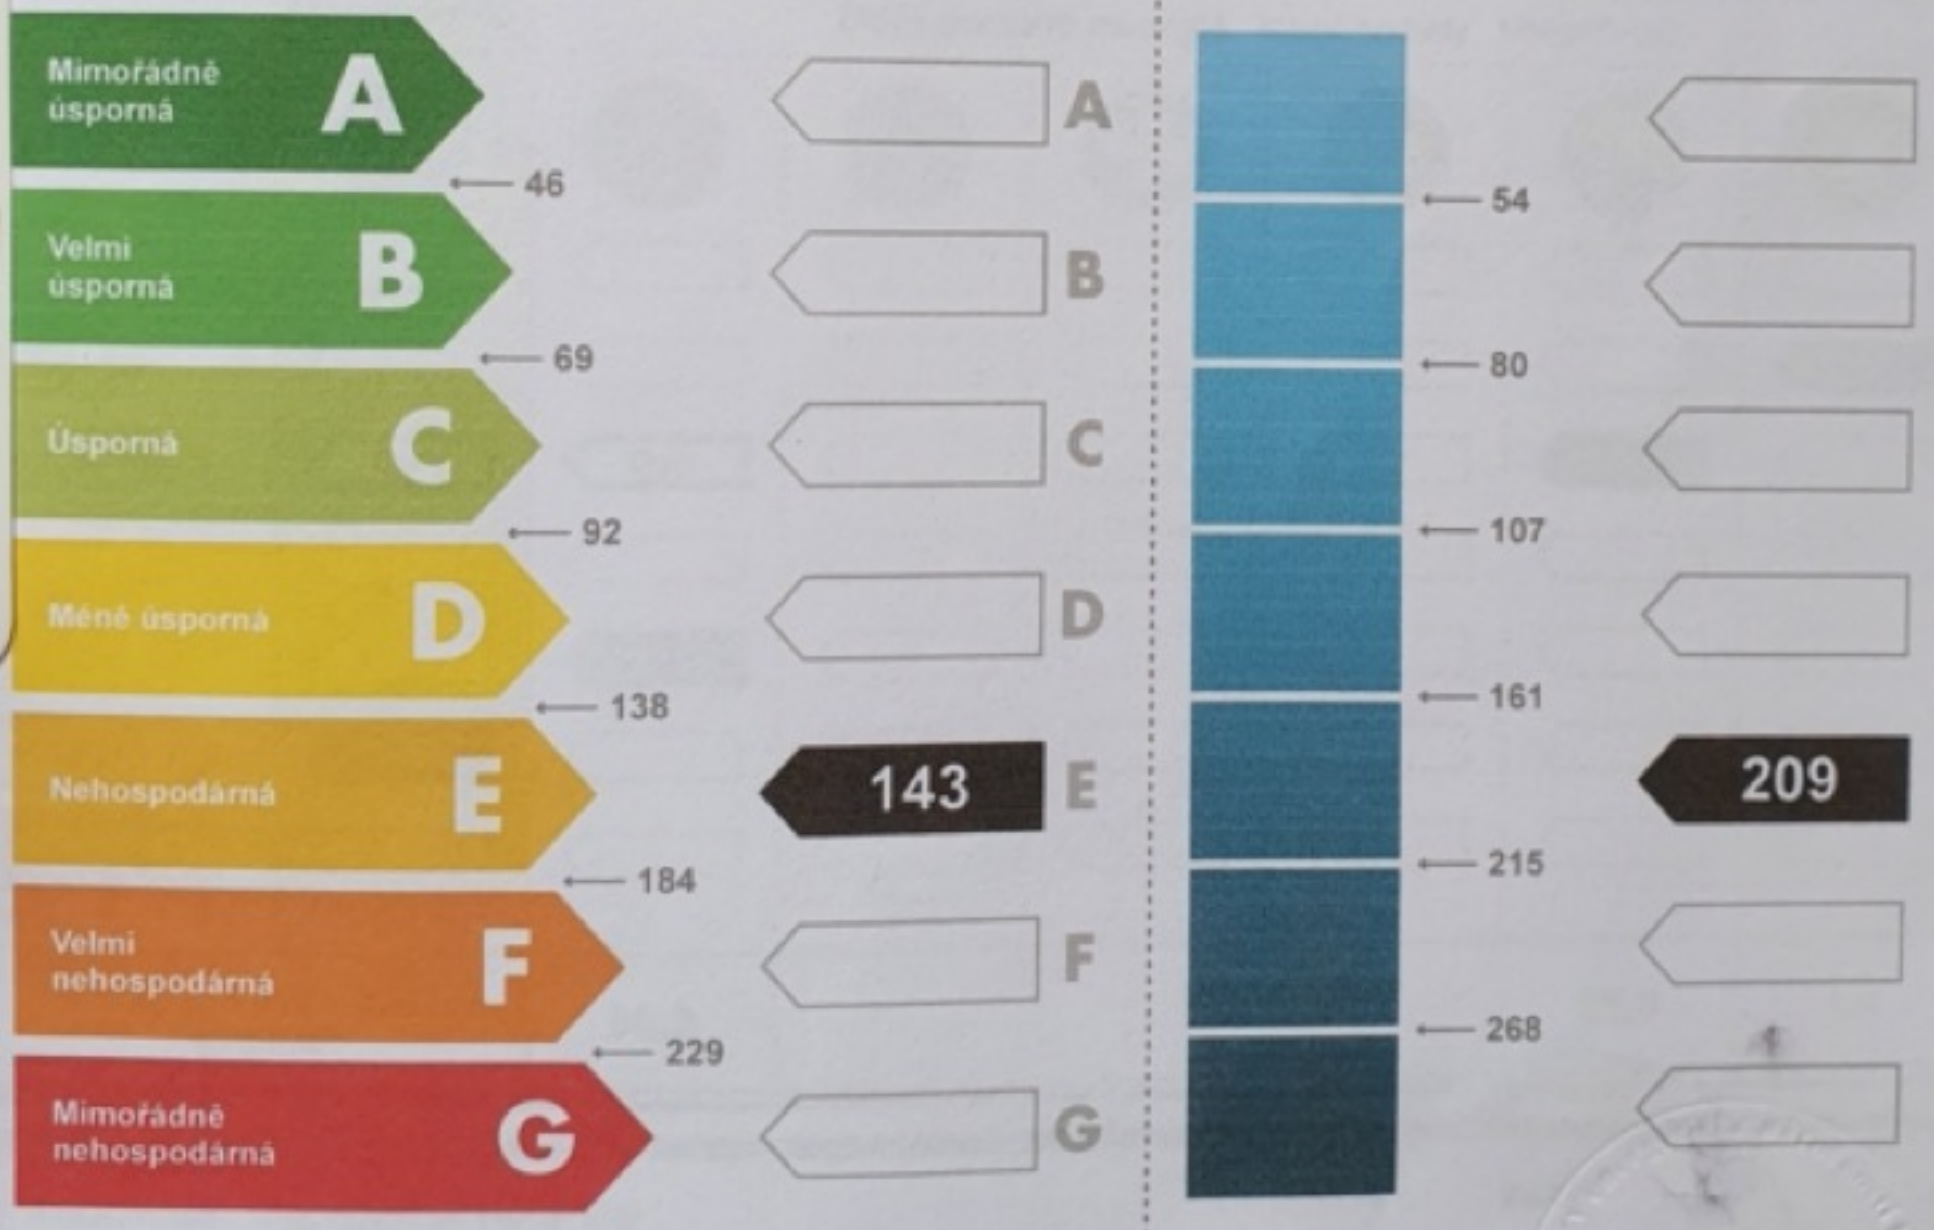 Mimořádně
úsporná
A
A
46
54
Velmi
úsporná
B
B
69
80
Úsporná
C
C
92
107
Méně úsporná
D
D
138
161
Nehospodárná
E
143
E
209
184
215
Velmi
nehospodárná
F
F
229
268
Mimořádně
nehospodárná
G
G